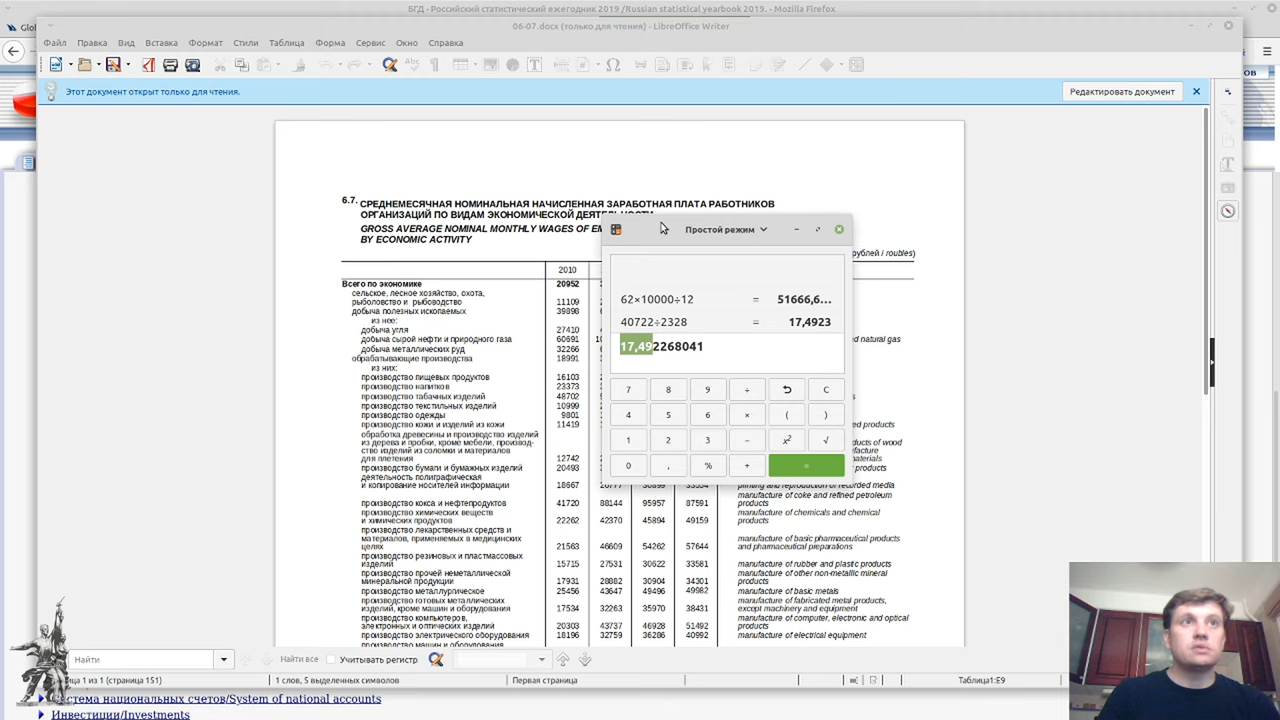 БГД - Российский статистический ежегодник 2019 /Russian statistical yearbook 2019. - Mozilla Firefox
06-07.docx (только для чтения) - LibreOffice Writer
Файл Правка Вид Вставка Формат Стили Таблица Форма Сервис Окно Справка
Этот документ открыт только для чтения.
Редактировать документ
6.7. СРЕДНЕМЕСЯЧНАЯ НОМИНАЛЬНАЯ НАЧИСЛЕННАЯ ЗАРАБОТНАЯ ПЛАТА РАБОТНИКОВ
ОРГАНИЗАЦИЙ ПО ВИДАМ ЭКОНОМИЧЕСКОЙ ДЕЯТЕЛЬНОСТИ
GROSS AVERAGE NOMINAL MONTHLY WAGES OF
BY ECONOMIC ACTIVITY
рублей / roubles)
2010
Всего по экономике 20952
сельское, лесное хозяйство, охота,
рыболовство и рыбоводство 11109
добыча полезных ископаемых 39898
из нее:
добыча угля 27410
добыча сырой нефти и природного газа 60691 nd natural gas
добыча металлических руд 32266
обрабатывающие производства 18991
из них:
производство пищевых продуктов 16103
производство напитков 23373
производство табачных изделий 48702
производство текстильных изделий 10999
производство одежды 9801
производство кожи и изделий из кожи 11419 ed products
обработка древесины и производство изделий
из дерева и пробки, кроме мебели, производ- ucts of wood
ство изделий из соломки и материалов
для плетения 12742 materials
производство бумаги и бумажных изделий 20493 products
деятельность полиграфическая
и копирование носителей информации 18667 26777 30899 33554 printing and reproduction of recorded media
производство кокса и нефтепродуктов 41720 88144 95957 87591 manufacture of coke and refined petroleum
products
производство химических веществ
и химических продуктов 22262 42370 45894 49159 manufacture of chemicals and chemical
products
производство лекарственных средств и
материалов, применяемых в медицинских
целях 21563 46609 54262 57644 manufacture of basic pharmaceutical products
and pharmaceutical preparations
производство резиновых и пластмассовых
изделий 15715 27531 30622 33581 manufacture of rubber and plastic products
производство прочей неметаллической
минеральной продукции 17931 28882 30904 34301 manufacture of other non-metallic mineral
products
производство металлургическое 25456 43647 49496 49982 manufacture of basic metals
производство готовых металлических
изделий, кроме машин и оборудования 17534 32263 35970 38431 manufacture of fabricated metal products,
except machinery and equipment
производство компьютеров,
электронных и оптических изделий 20303 43737 46928 51492 manufacture of computer, electronic and optical
products
производство электрического оборудования 18196 32759 36286 40992 manufacture of electrical equipment
Простой режим
62×10000÷12 = 51666,6...
40722÷2328 = 17,4923
17,492268041
7 8 9 ÷ C
4 5 6 × ( )
1 2 3 − x² √
0 , % + =
Найти Найти все Учитывать регистр
1 из 1 (страница 151) 1 слов, 5 выделенных символов Первая страница Таблица1:E9
Система национальных счетов/System of national accounts
Инвестиции/Investments